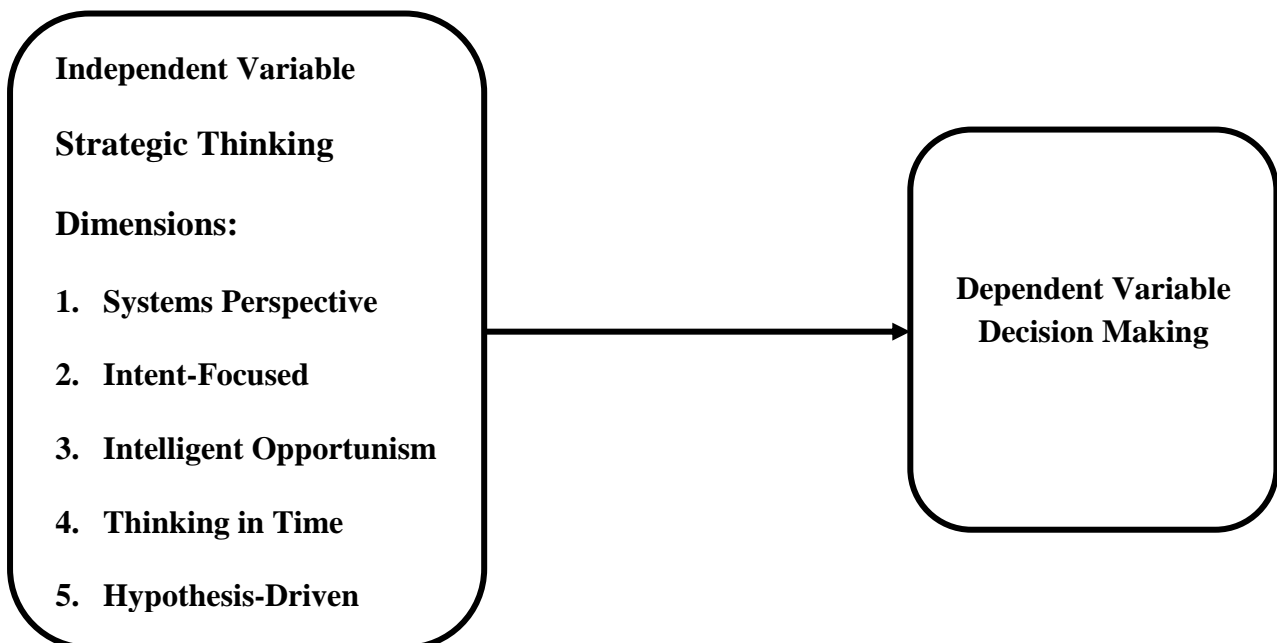 Independent Variable
Strategic Thinking
Dimensions:
1. Systems Perspective
2. Intent-Focused
3. Intelligent Opportunism
4. Thinking in Time
5. Hypothesis-Driven
Dependent Variable
Decision Making